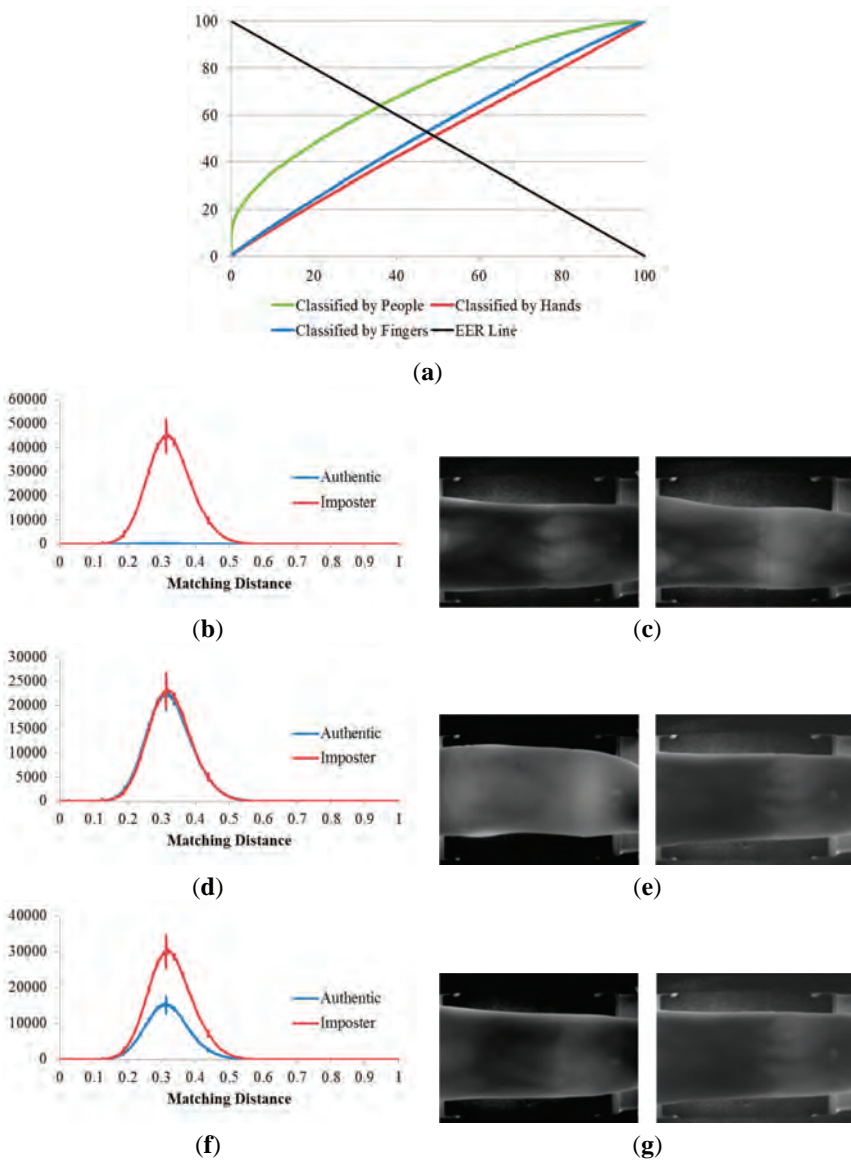 100
80
60
40
20
0
0 20 40 60 80 100
Classified by People Classified by Hands
Classified by Fingers EER Line
(a)
60000
50000
40000
30000
20000
10000
0
0 0.1 0.2 0.3 0.4 0.5 0.6 0.7 0.8 0.9 1
Authentic
Imposter
Matching Distance
(b) (c)
30000
25000
20000
15000
10000
5000
0
0 0.1 0.2 0.3 0.4 0.5 0.6 0.7 0.8 0.9 1
Authentic
Imposter
Matching Distance
(d) (e)
40000
30000
20000
10000
0
0 0.1 0.2 0.3 0.4 0.5 0.6 0.7 0.8 0.9 1
Authentic
Imposter
Matching Distance
(f) (g)